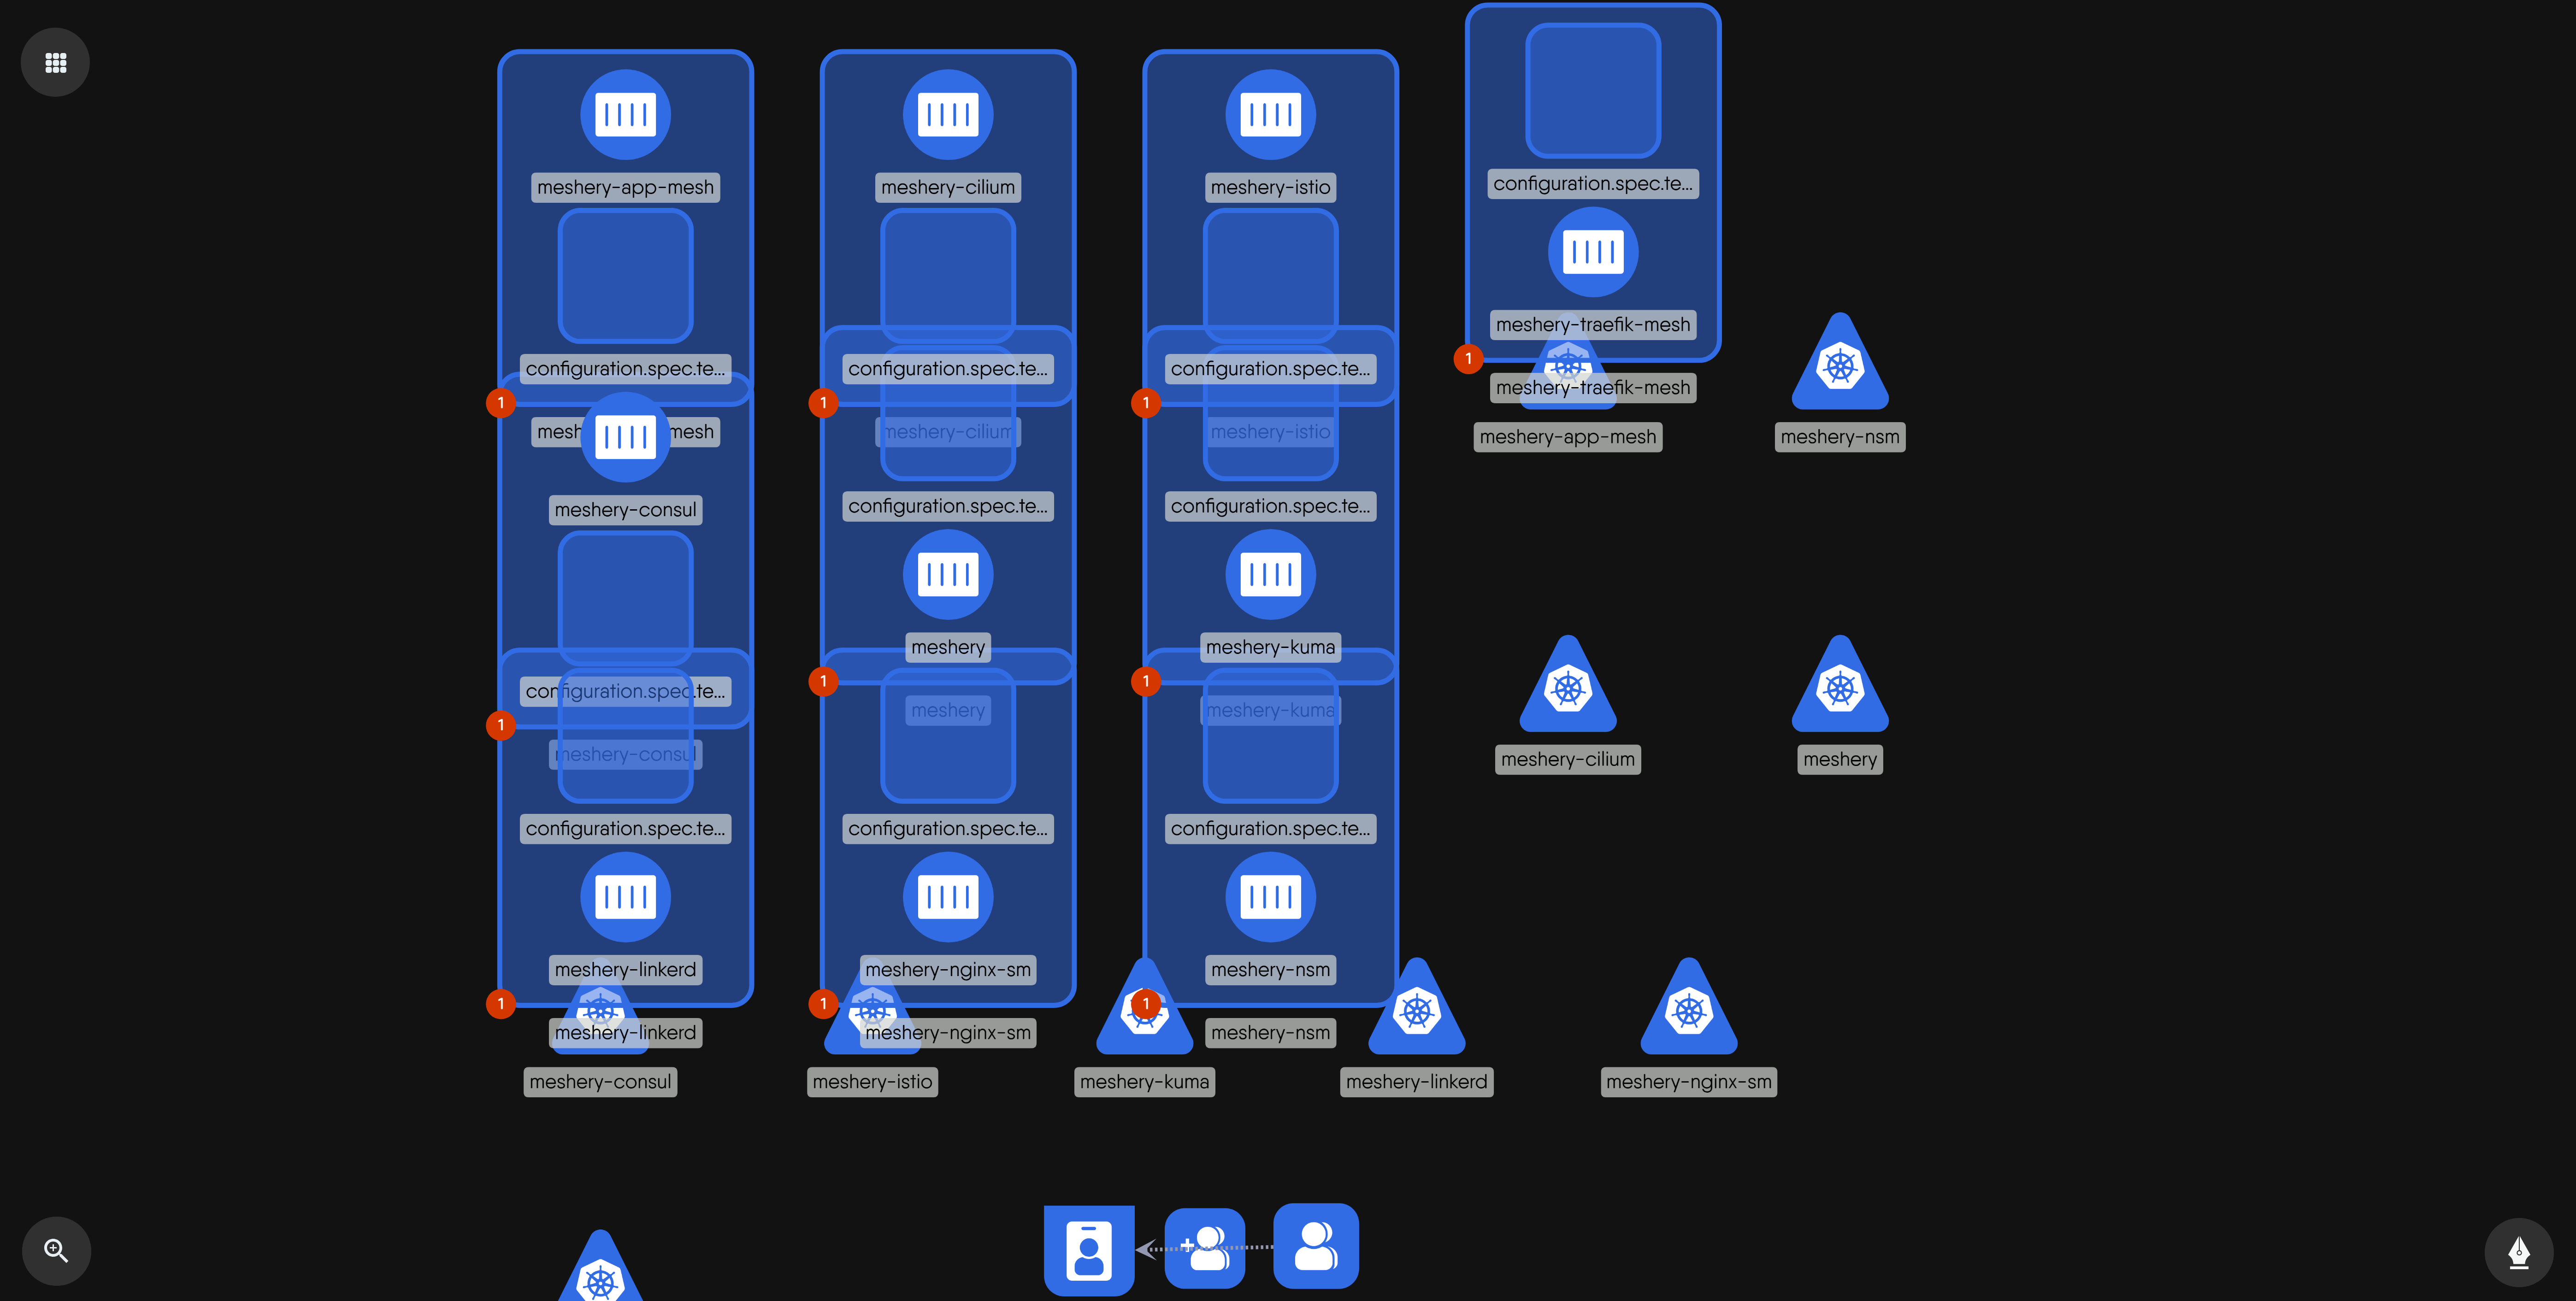 meshery-app-mesh
configuration.spec.te...
1
mesh mesh
meshery-consul
configuration.spec.te...
1
meshery-consul
configuration.spec.te...
meshery-linkerd
1
meshery-linkerd
meshery-consul
meshery-cilium
configuration.spec.te...
1
meshery-cilium
configuration.spec.te...
meshery
1
meshery
configuration.spec.te...
meshery-nginx-sm
1
meshery-nginx-sm
meshery-istio
meshery-istio
configuration.spec.te...
1
meshery-istio
configuration.spec.te...
meshery-kuma
1
meshery-kuma
configuration.spec.te...
meshery-nsm
1
meshery-nsm
meshery-kuma
meshery-linkerd
configuration.spec.te...
meshery-traefik-mesh
1
meshery-traefik-mesh
meshery-app-mesh
meshery-nsm
meshery-cilium
meshery
meshery-nginx-sm